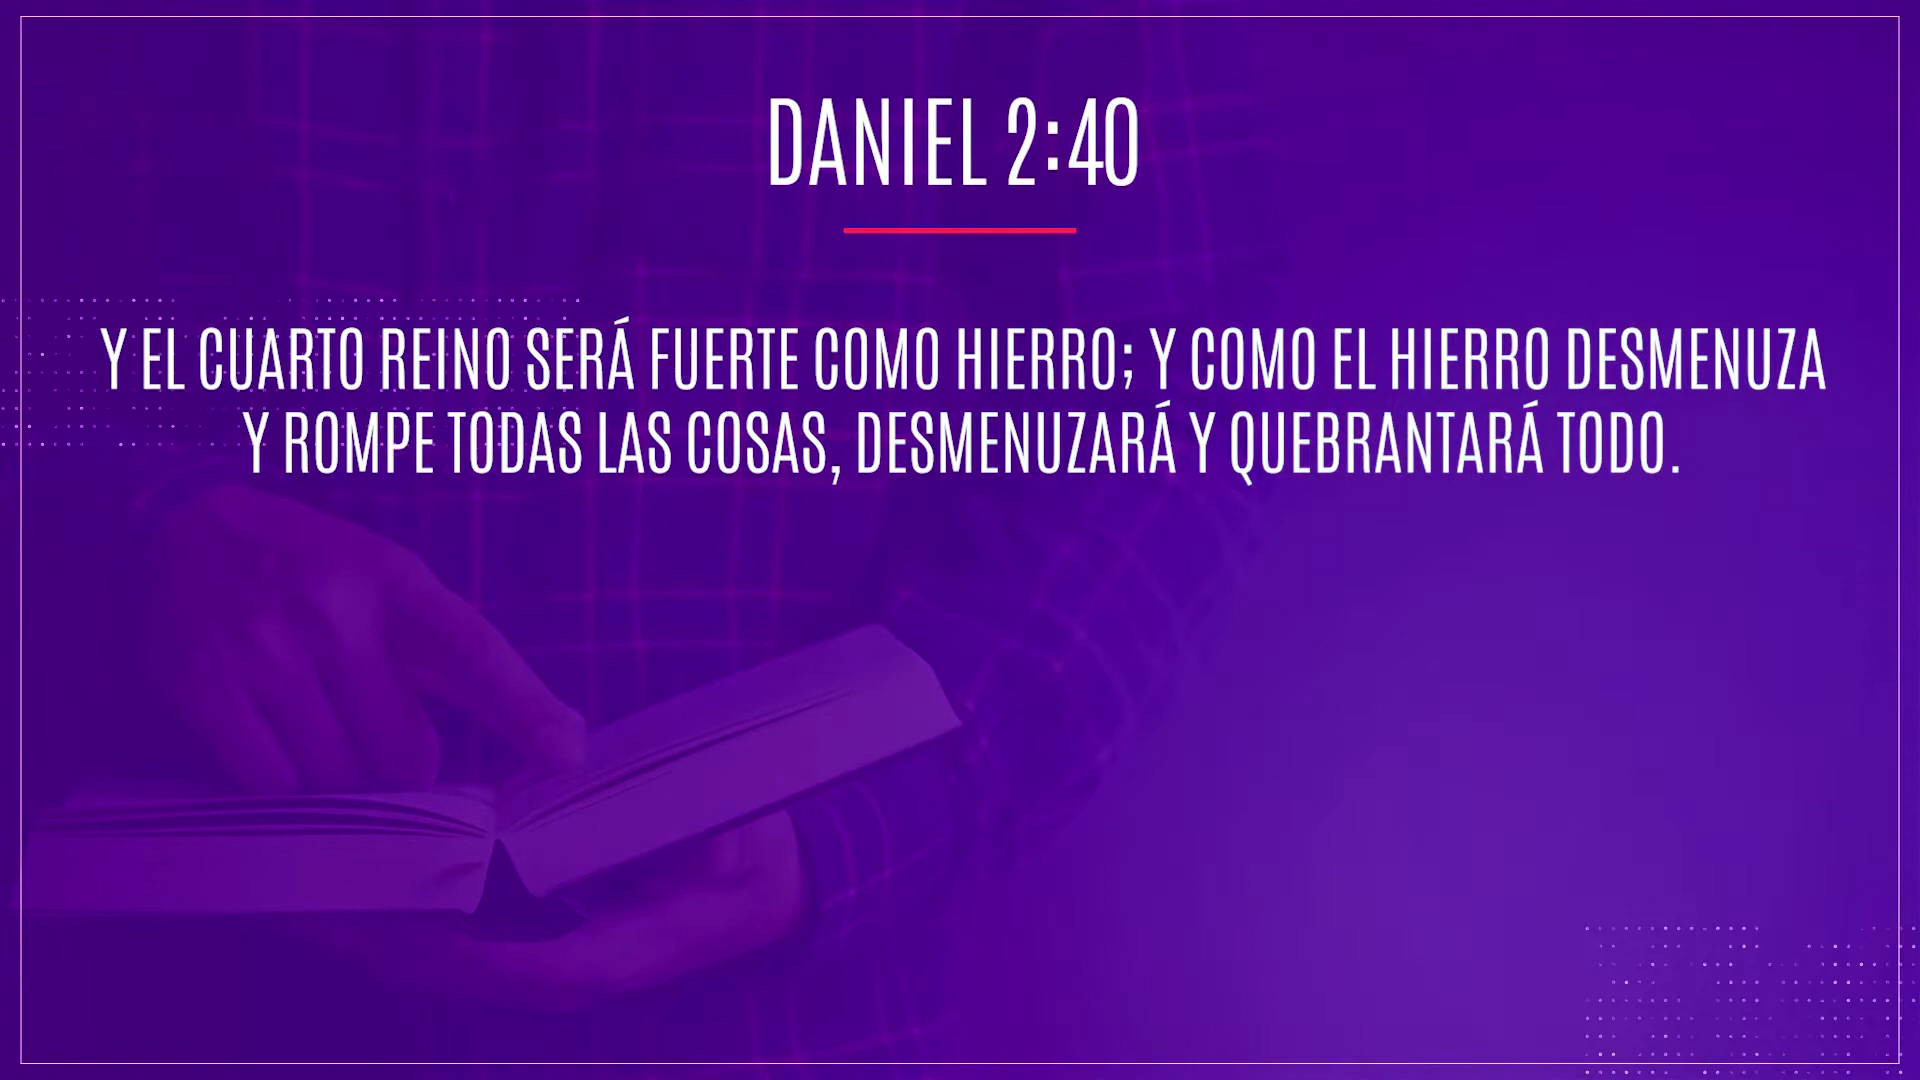 DANIEL 2:40
Y EL CUARTO REINO SERÁ FUERTE COMO HIERRO; Y COMO EL HIERRO DESMENUZA
Y ROMPE TODAS LAS COSAS, DESMENUZARÁ Y QUEBRANTARÁ TODO.